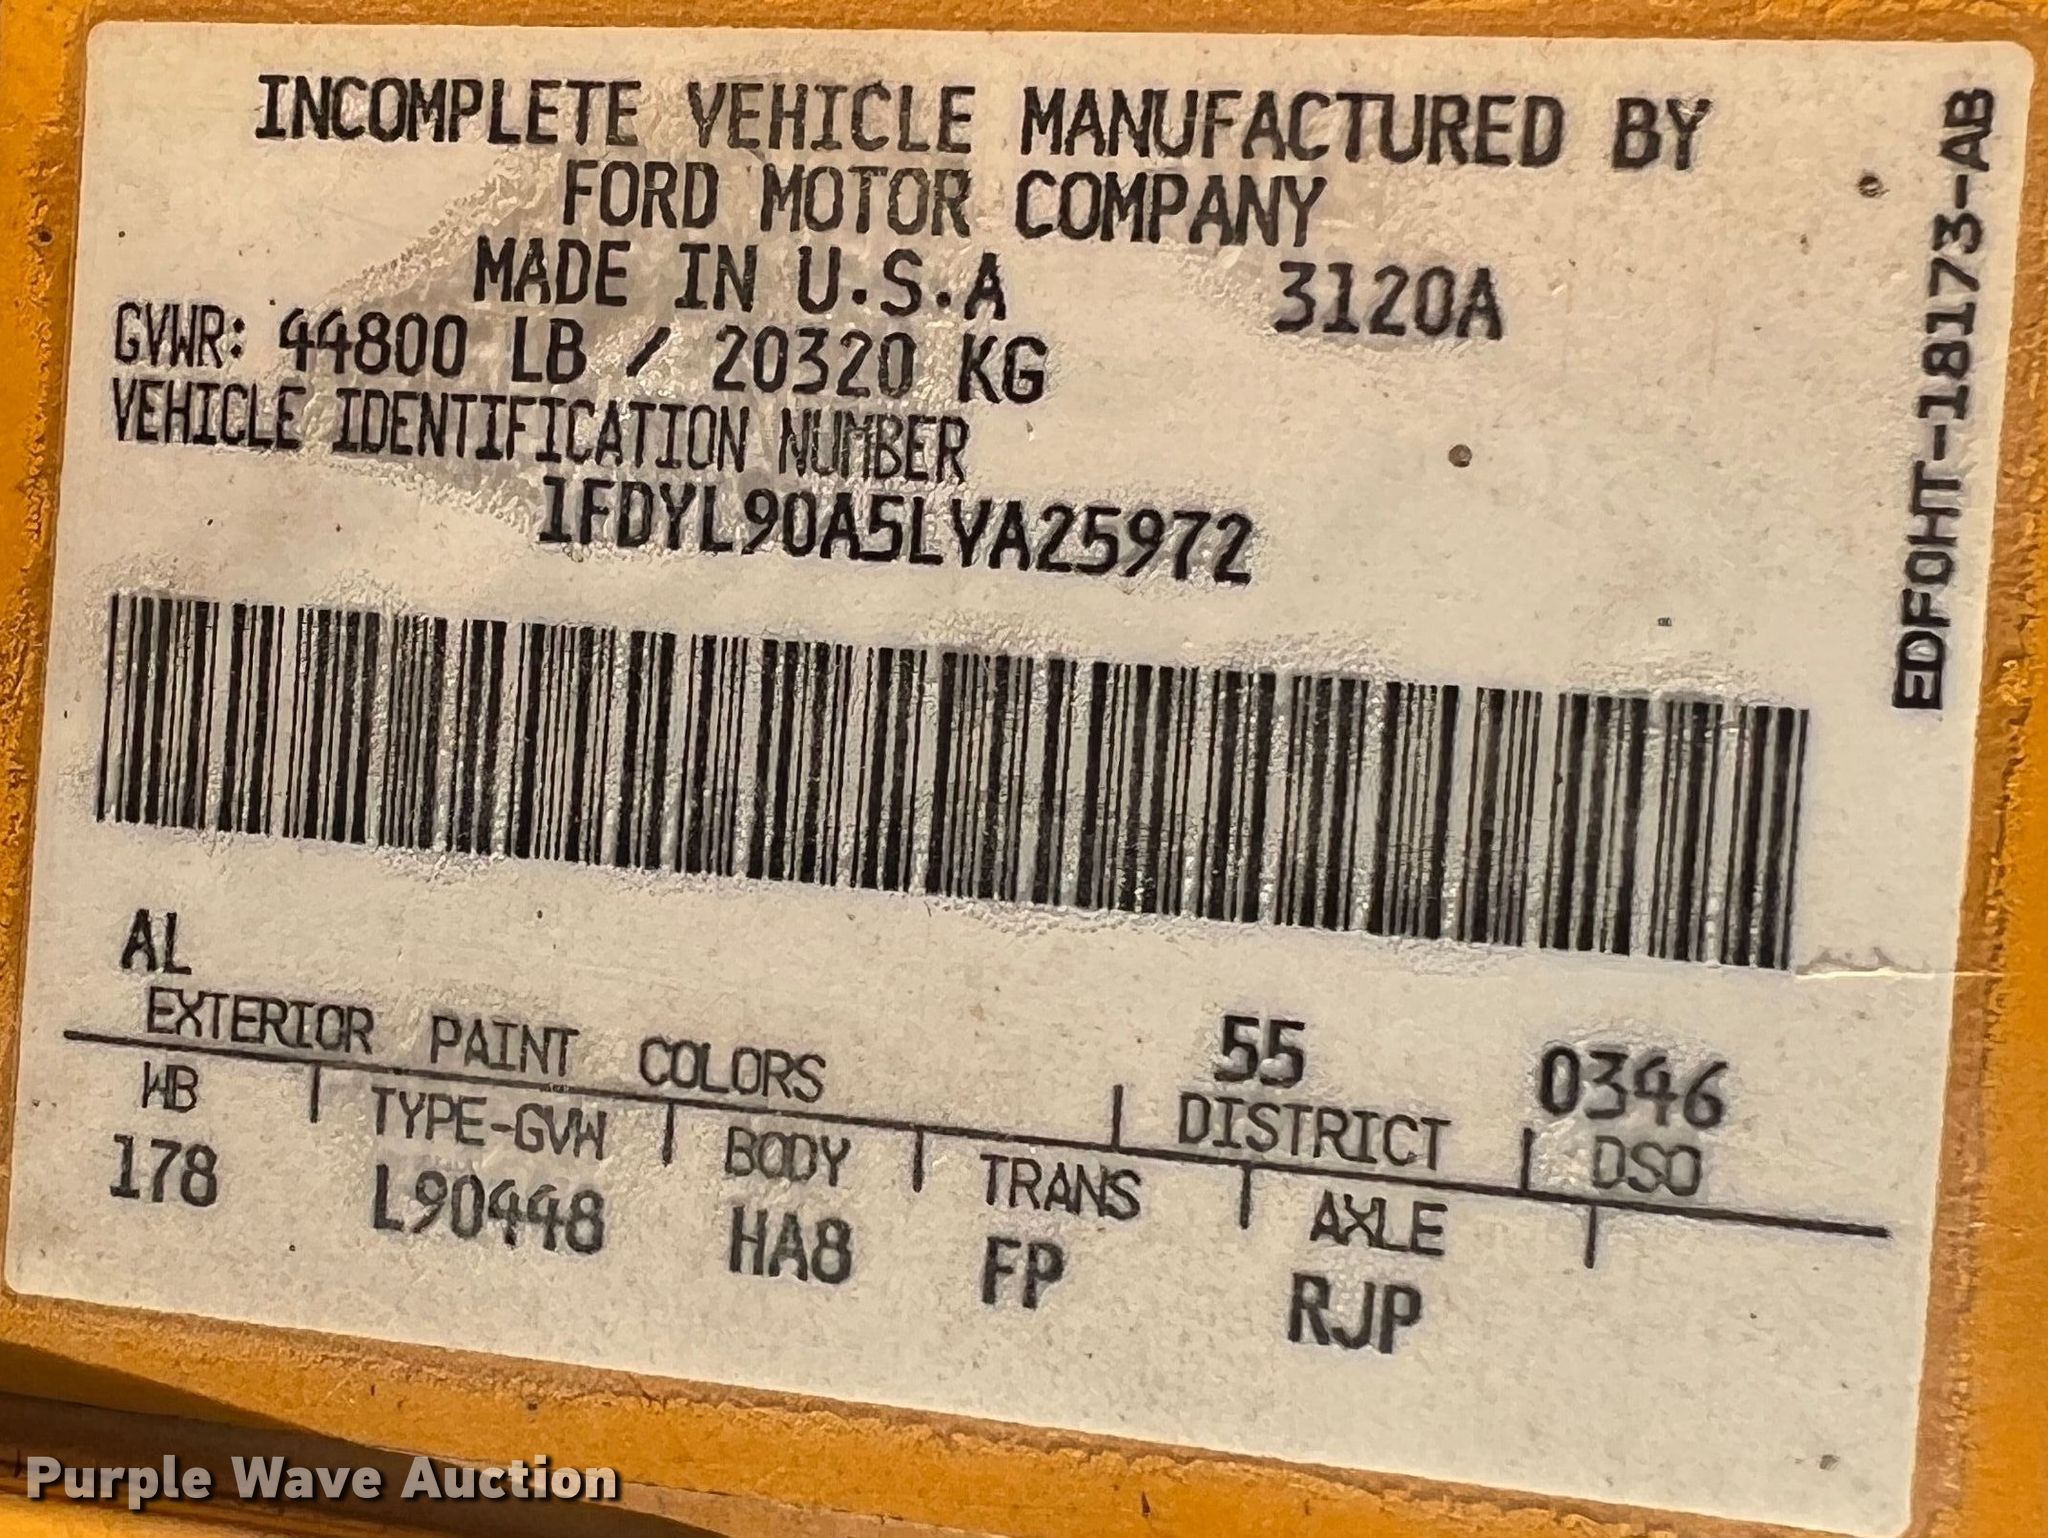 INCOMPLETE VEHICLE MANUFACTURED BY
FORD MOTOR COMPANY
MADE IN U.S.A 3120A
GVWR: 44800 LB / 20320 KG
VEHICLE IDENTIFICATION NUMBER
1FDYL90A5LVA25972
EDFOHT-18173-AB
AL 55 0346
EXTERIOR PAINT COLORS DISTRICT DSO
WB TYPE-GVW BODY TRANS AXLE
178 L90448 HA8 FP RJP
Purple Wave Auction